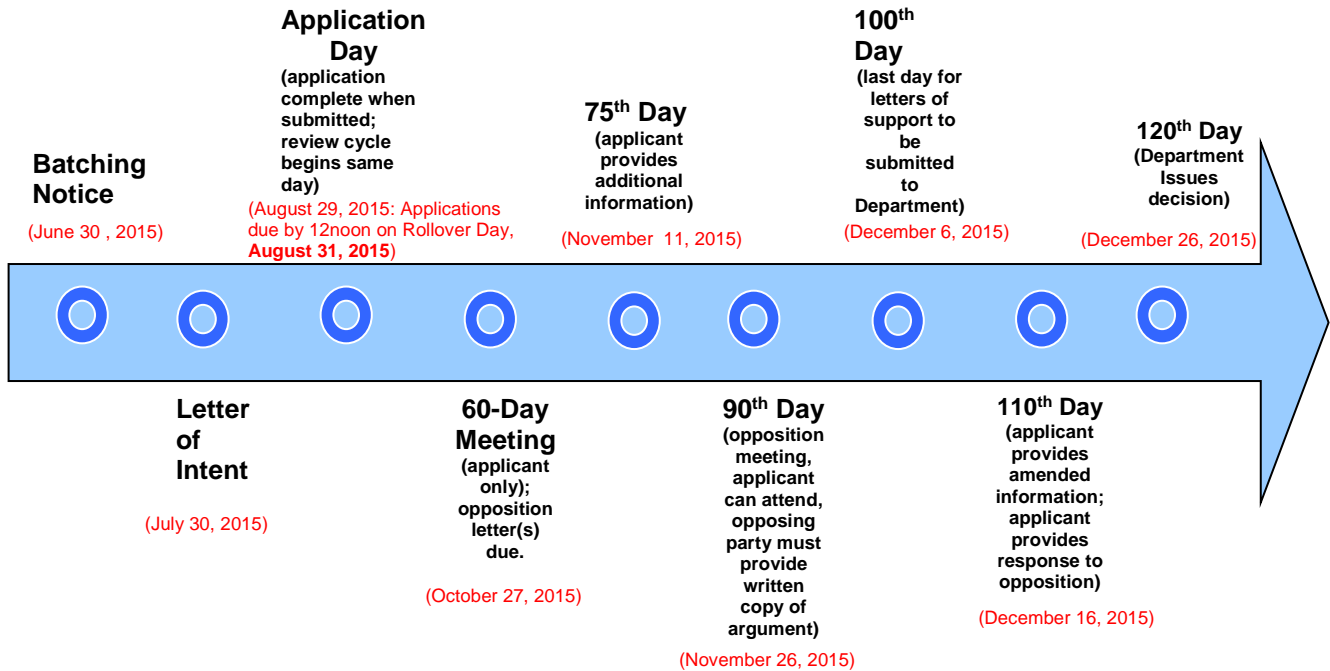 Batching
Notice
(June 30 , 2015)
Letter
of
Intent
(July 30, 2015)
Application
Day
(application
complete when
submitted;
review cycle
begins same
day)
(August 29, 2015: Applications
due by 12noon on Rollover Day,
August 31, 2015)
60-Day
Meeting
(applicant
only);
opposition
letter(s)
due.
(October 27, 2015)
75th Day
(applicant
provides
additional
information)
(November 11, 2015)
90th Day
(opposition
meeting,
applicant
can attend,
opposing
party must
provide
written
copy of
argument)
(November 26, 2015)
100th
Day
(last day for
letters of
support to
be
submitted
to
Department)
(December 6, 2015)
110th Day
(applicant
provides
amended
information;
applicant
provides
response to
opposition)
(December 16, 2015)
120th Day
(Department
Issues
decision)
(December 26, 2015)